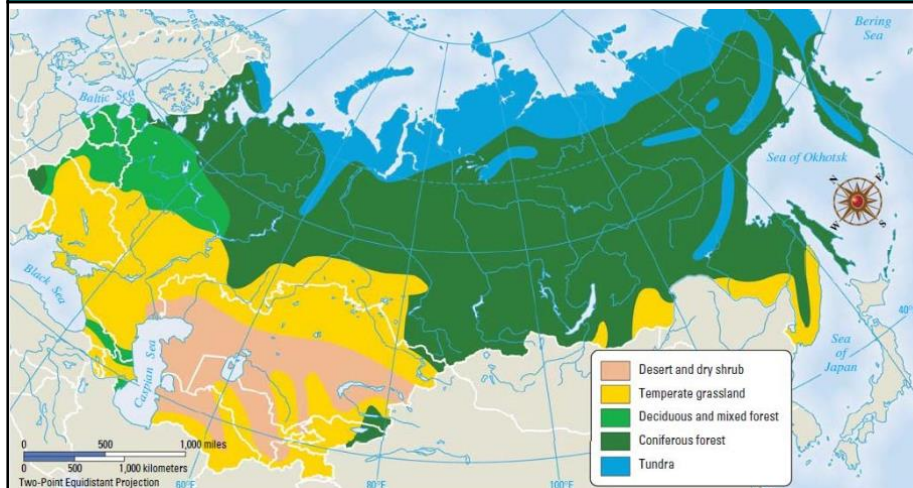 Bering
Sea
Baltic Sea
Sea of Okhotsk
N
E
W
S
Black Sea
Caspian Sea
40°
Sea
of
Japan
Desert and dry shrub
Temperate grassland
Deciduous and mixed forest
Coniferous forest
Tundra
0 500 1,000 miles
0 500 1,000 kilometers
Two-Point Equidistant Projection
60°E
80°E
100°E